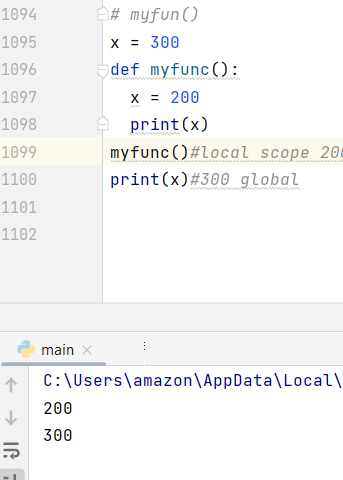 1094 # myfun()
1095 x = 300
1096 def myfunc():
1097 x = 200
1098 print(x)
1099 myfunc()#local scope 200
1100 print(x)#300 global
1101
1102
main
C:\Users\amazon\AppData\Local\
200
300